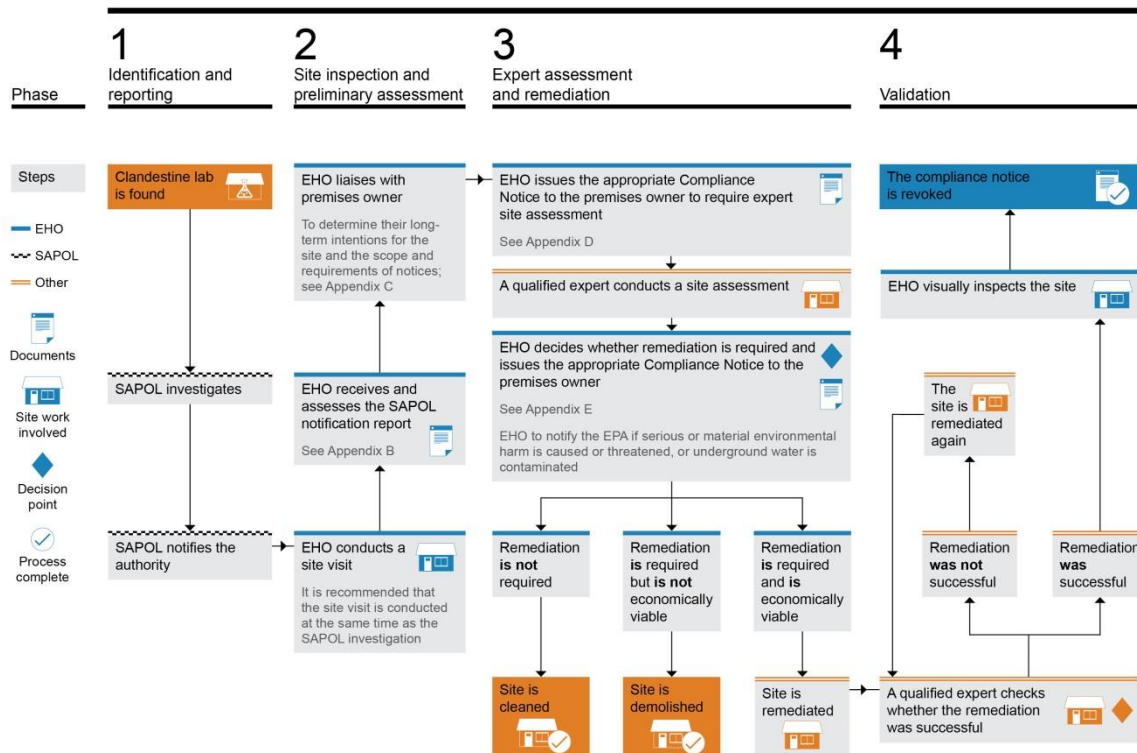 Phase
1
Identification and
reporting
2
Site inspection and
preliminary assessment
3
Expert assessment
and remediation
4
Validation
Steps
EHO
SAPOL
Other
Documents
Site work
involved
Decision
point
Process
complete
Clandestine lab
is found
SAPOL investigates
SAPOL notifies the
authority
EHO liaises with
premises owner
To determine their long-
term intentions for the
site and the scope and
requirements of notices;
see Appendix C
EHO receives and
assesses the SAPOL
notification report
See Appendix B
EHO conducts a
site visit
It is recommended that
the site visit is conducted
at the same time as the
SAPOL investigation
EHO issues the appropriate Compliance
Notice to the premises owner to require expert
site assessment
See Appendix D
A qualified expert conducts a site assessment
EHO decides whether remediation is required and
issues the appropriate Compliance Notice to the
premises owner
See Appendix E
EHO to notify the EPA if serious or material environmental
harm is caused or threatened, or underground water is
contaminated
Remediation
is not
required
Remediation
is required
but is not
economically
viable
Remediation
is required
and is
economically
viable
Site is
cleaned
Site is
demolished
Site is
remediated
The compliance notice
is revoked
EHO visually inspects the site
The
site is
remediated
again
Remediation
was not
successful
Remediation
was
successful
A qualified expert checks
whether the remediation
was successful